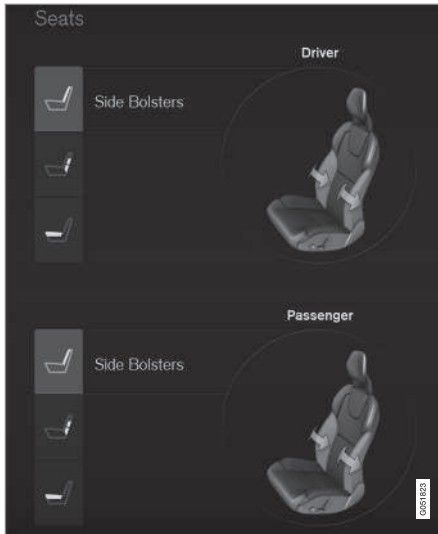 Seats
Driver
Side Bolsters
Passenger
Side Bolsters
G051823